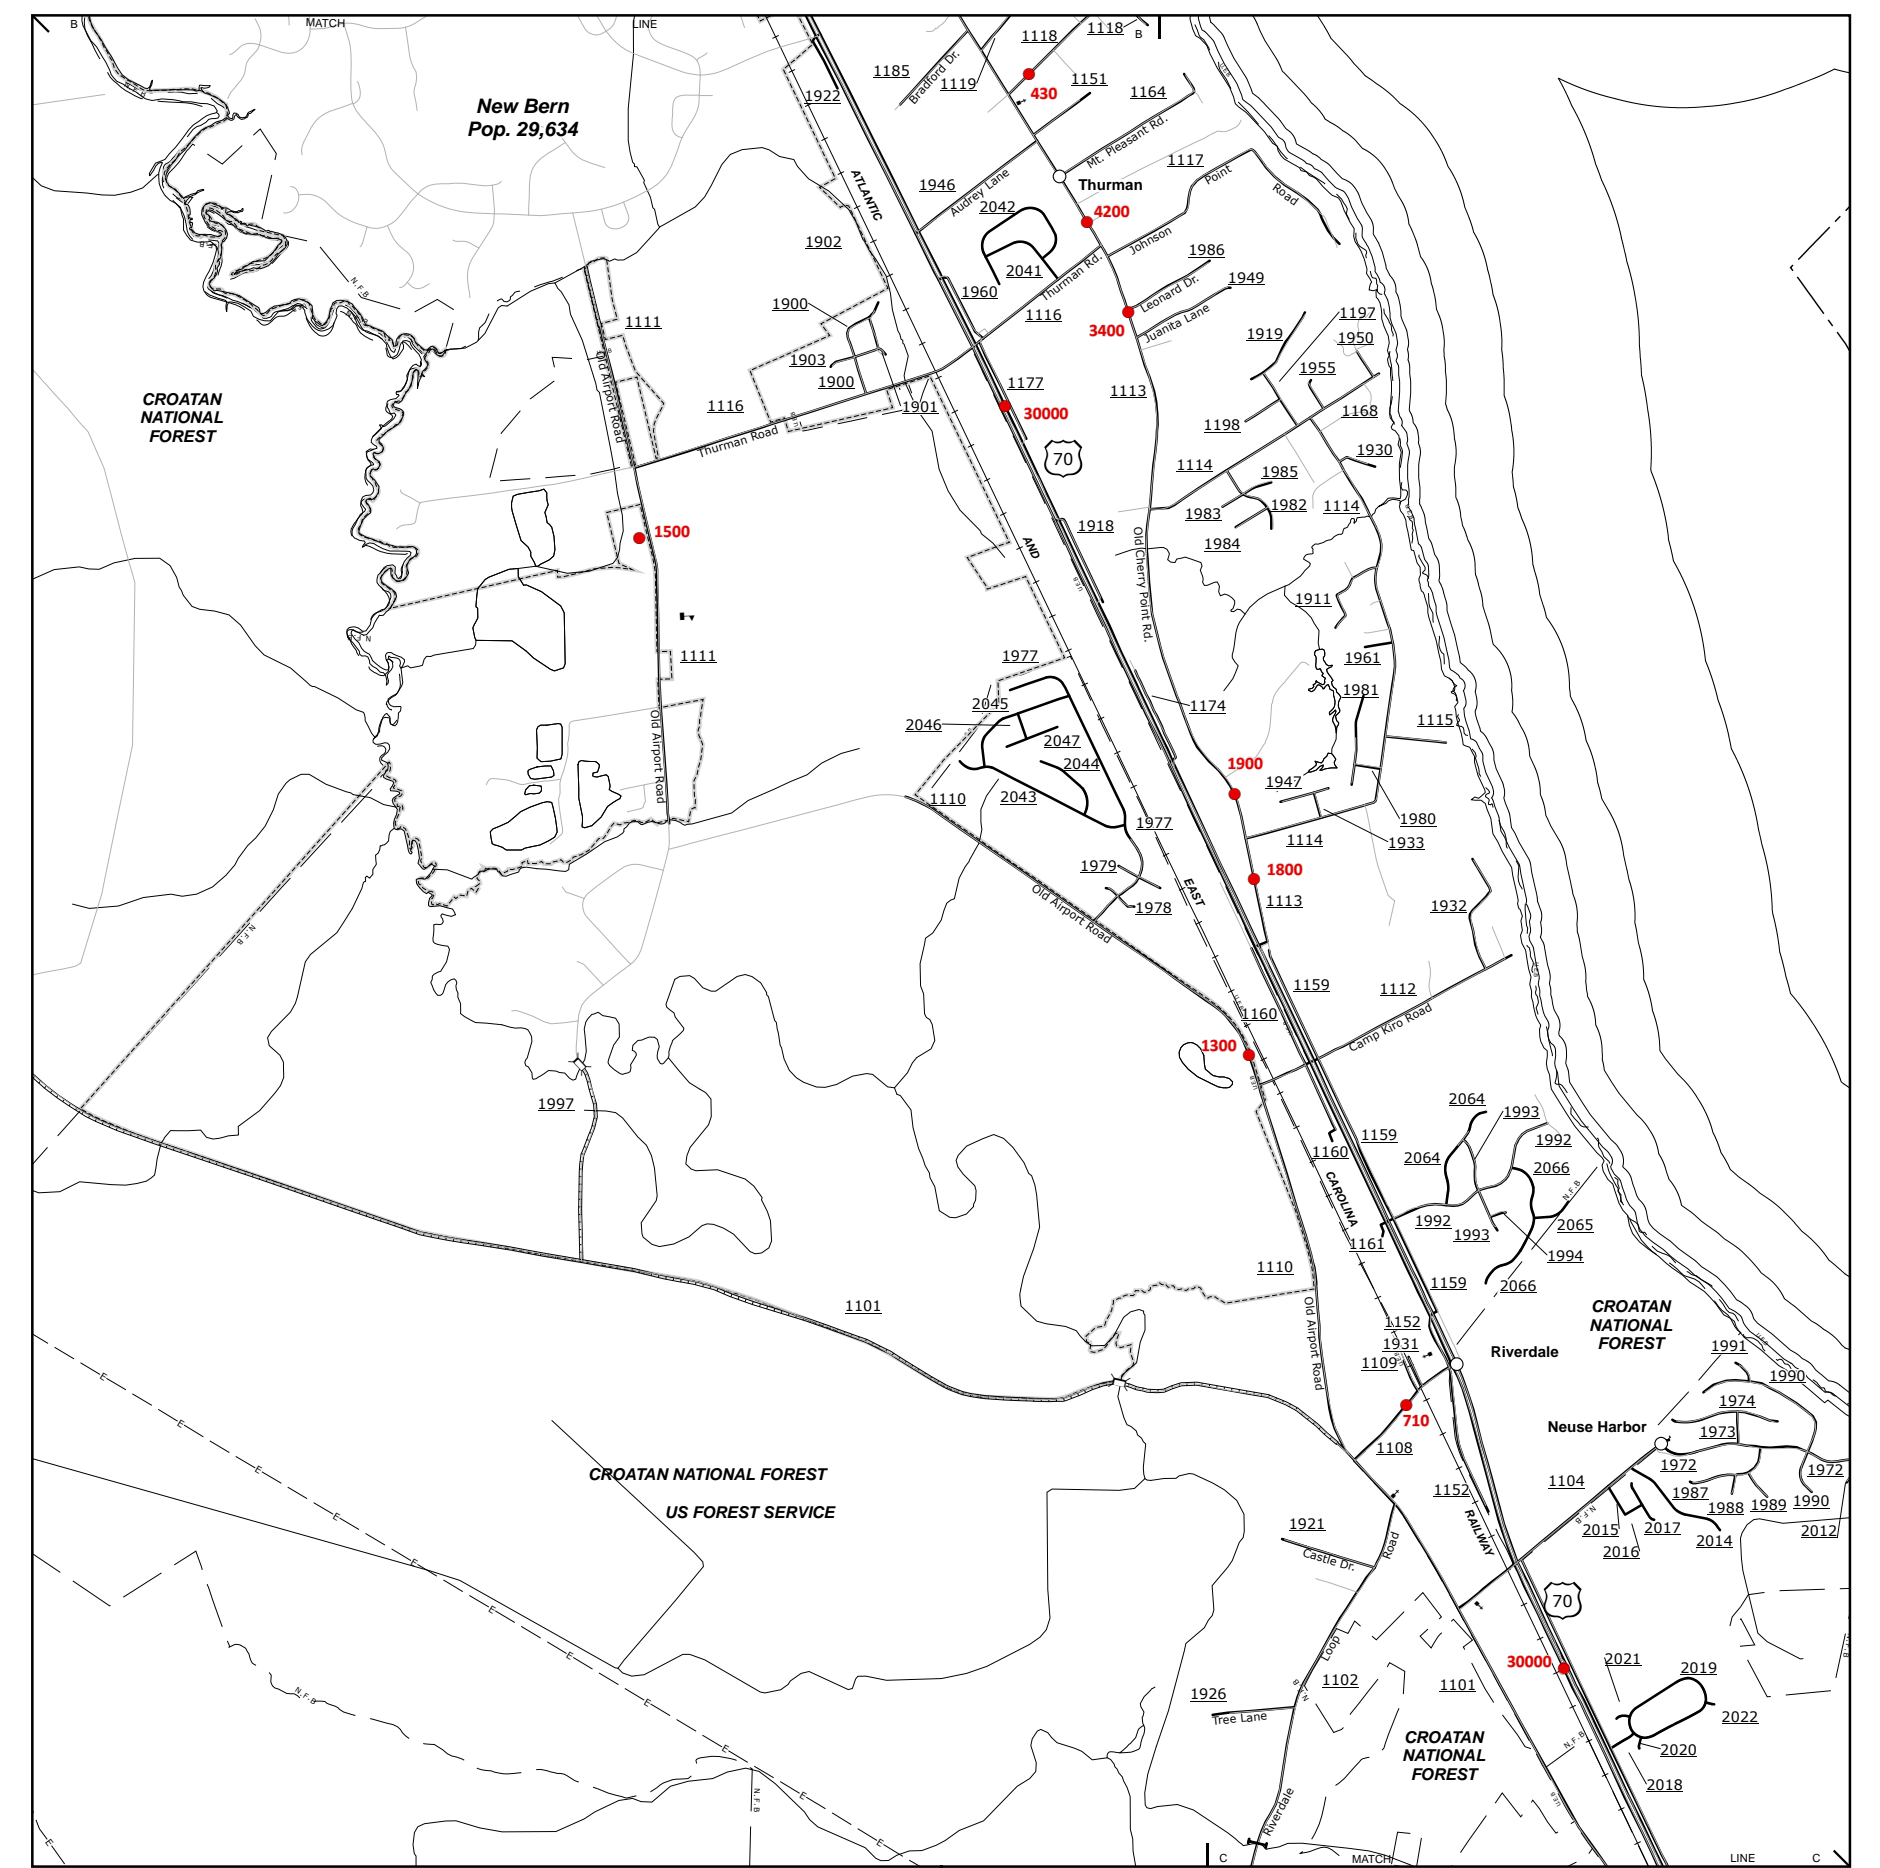 B
MATCH
LINE
1118
1118
B
1185
Bradford Dr.
1119
430
1151
1164
New Bern
Pop. 29,634
1922
Mt. Pleasant Rd.
1117
Thurman
Point
Road
1946
Audrey Lane
2042
4200
ATLANTIC
1902
Johnson
1986
2041
Thurman Rd.
1960
1116
Leonard Dr.
1949
1900
1111
3400
Juanita Lane
1197
1919
1950
1903
1900
Old Airport Road
1955
1177
30000
1113
CROATAN
NATIONAL
FOREST
1116
1901
1168
1198
Thurman Road
70
1930
1114
1985
1500
1918
1983
1982
1114
1984
AND
Old Cherry Point Rd.
1911
1111
1977
1961
1981
2045
2046
1174
1115
2047
Old Airport Road
2044
1900
1947
1110
2043
1977
1980
1114
1933
1979
1800
EAST
1978
1113
1932
Old Airport Road
N.F.B
1159
1112
1160
Camp Kiro Road
1300
1997
2064
1993
1159
1992
1160
2064
2066
CAROLINA
N.F.B
1992
1993
2065
1161
1994
1110
1159
2066
1101
Old Airport Road
1152
1931
1109
Riverdale
CROATAN
NATIONAL
FOREST
1991
1990
710
1974
Neuse Harbor
1973
1108
1972
1972
CROATAN NATIONAL FOREST
1104
1152
1987
1988
1989
1990
US FOREST SERVICE
1921
RAILWAY
N.F.B
2015
2017
2014
2012
2016
Castle Dr.
Road
70
Loop
30000
2021
2019
1926
1102
1101
N.F.B
Tree Lane
2022
CROATAN
NATIONAL
FOREST
N.F.B
2020
2018
N.F.B
Riverdale
C
MATCH
LINE
C